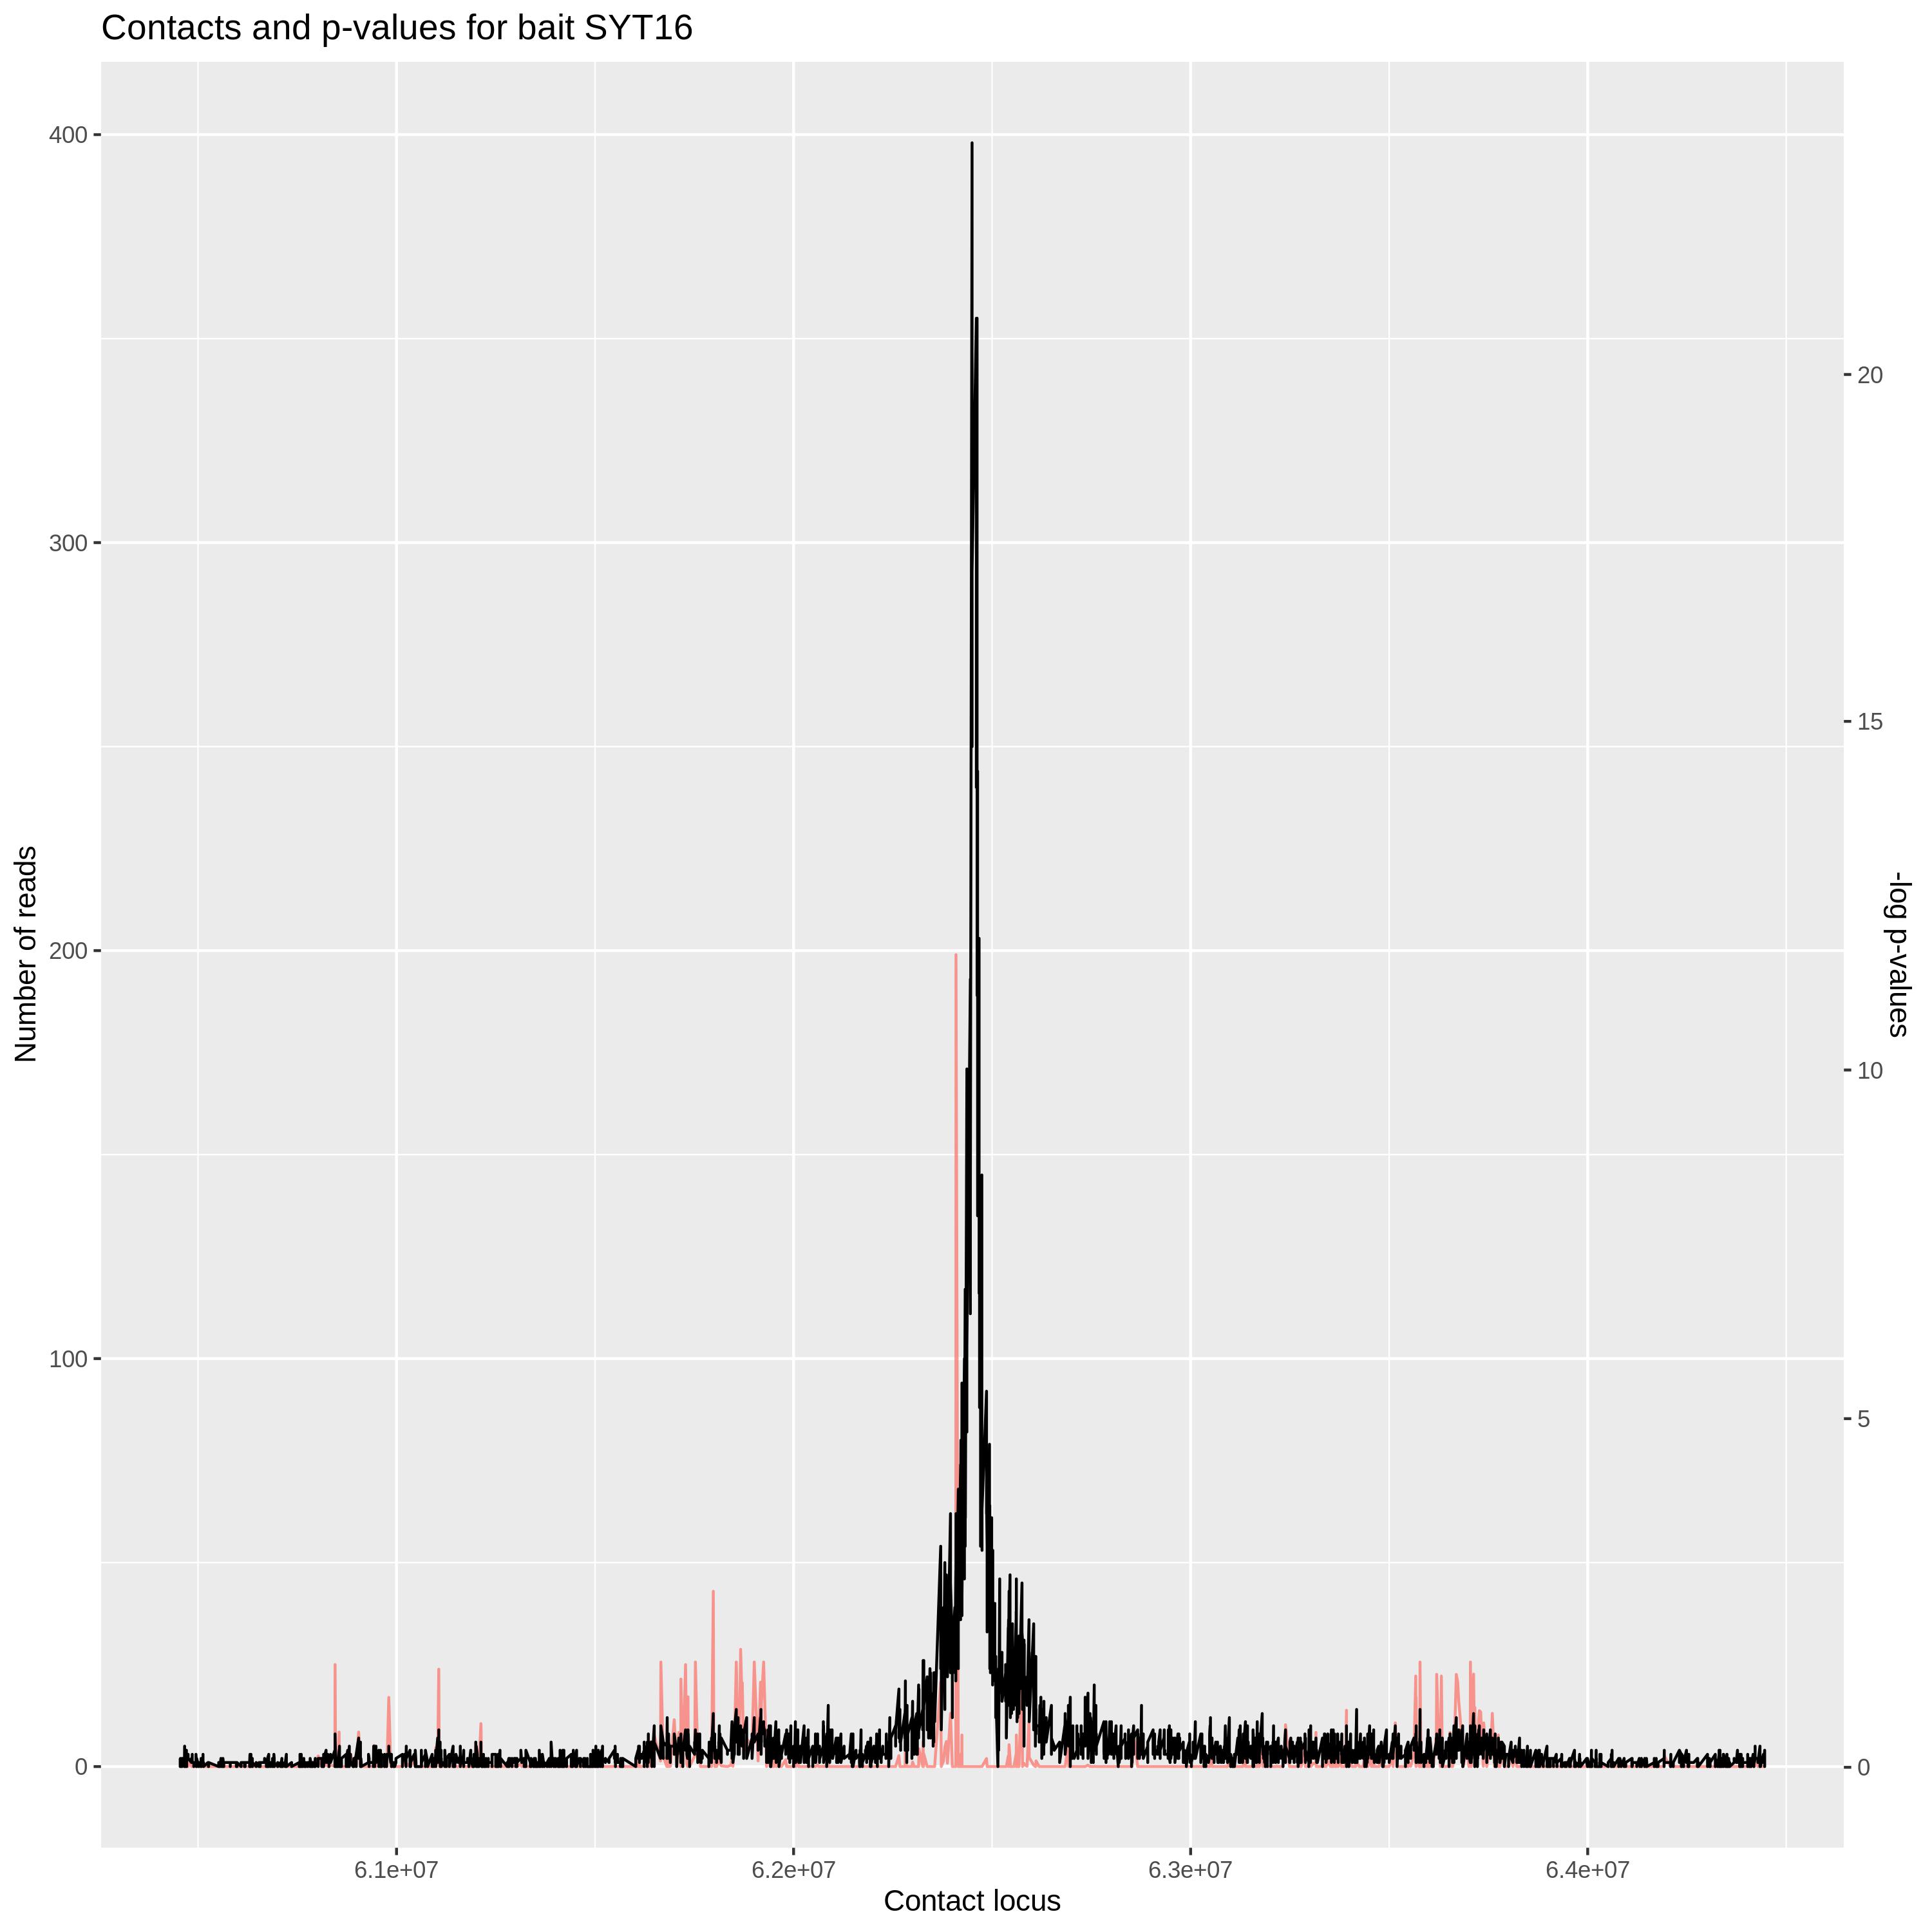 Contacts and p-values for bait SYT16
400
300
200
100
0
Number of reads
20
15
10
5
0
-log p-values
6.1e+07 6.2e+07 6.3e+07 6.4e+07
Contact locus